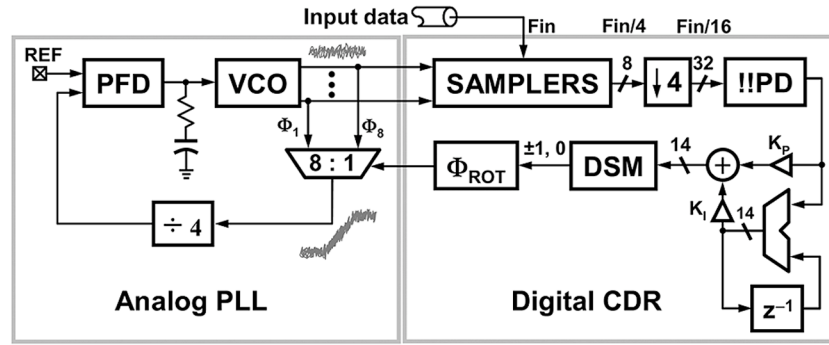 Input data
Fin
Fin/4
Fin/16
REF
PFD
VCO
SAMPLERS
8
↓ 4
32
!!PD
Φ1
Φ8
8 : 1
ΦROT
±1, 0
DSM
14
+
KP
KI
14
÷ 4
z–1
Analog PLL
Digital CDR